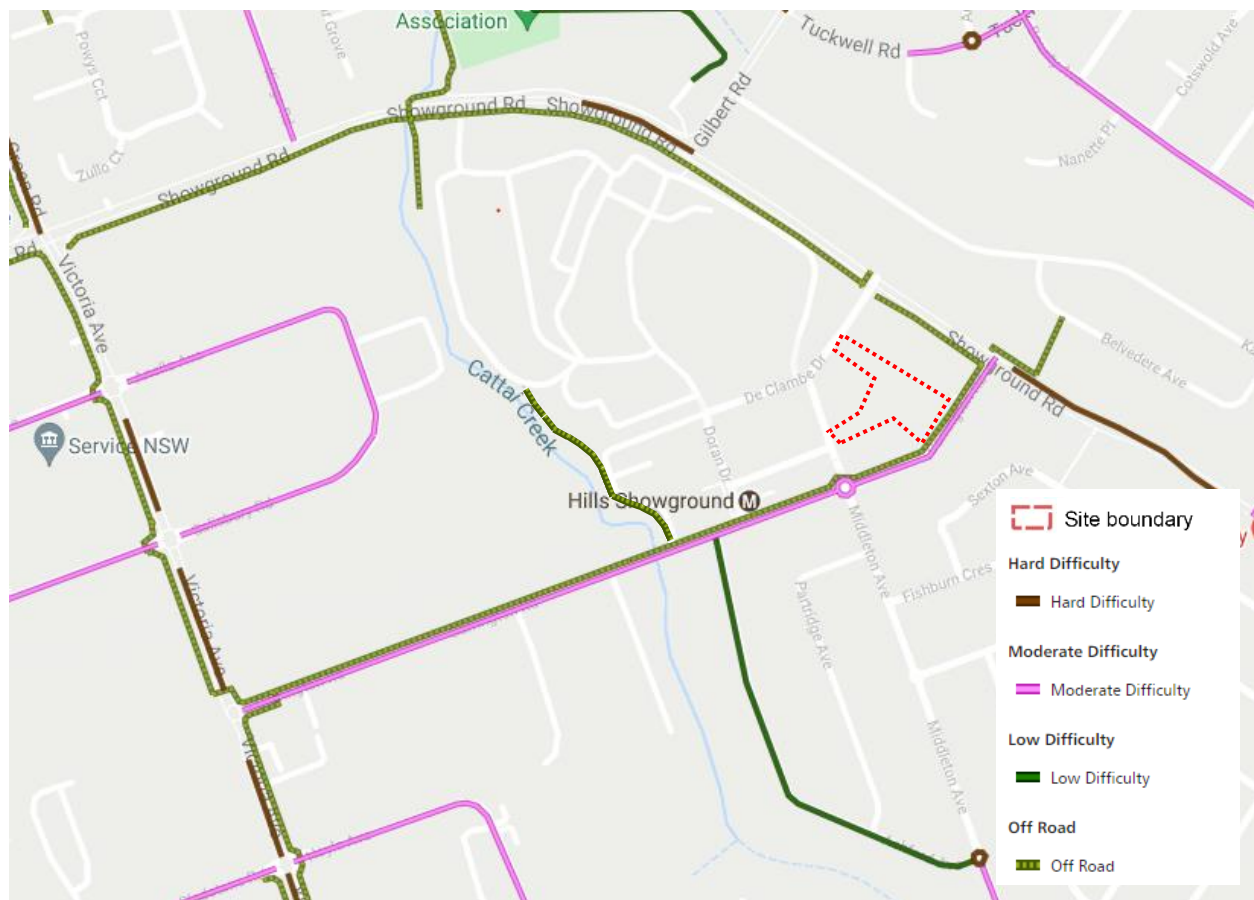 Association
Grove
Powys Cct
Tuckwell Rd
Cotswold Ave
Showground Rd
Showground Rd
Gilbert Rd
Nanette Pl
Zullo Ct
Showground Rd
Green Rd
Rd
Victoria Ave
Showground Rd
Belvedere Ave
De Clambe Dr
Cattai Creek
Service NSW
Doran Dr
Sexton Ave
Hills Showground
M
Middleton Ave
Fishburn Cres
Partridge Ave
Victoria Ave
Middleton Ave
Site boundary
Hard Difficulty
Hard Difficulty
Moderate Difficulty
Moderate Difficulty
Low Difficulty
Low Difficulty
Off Road
Off Road